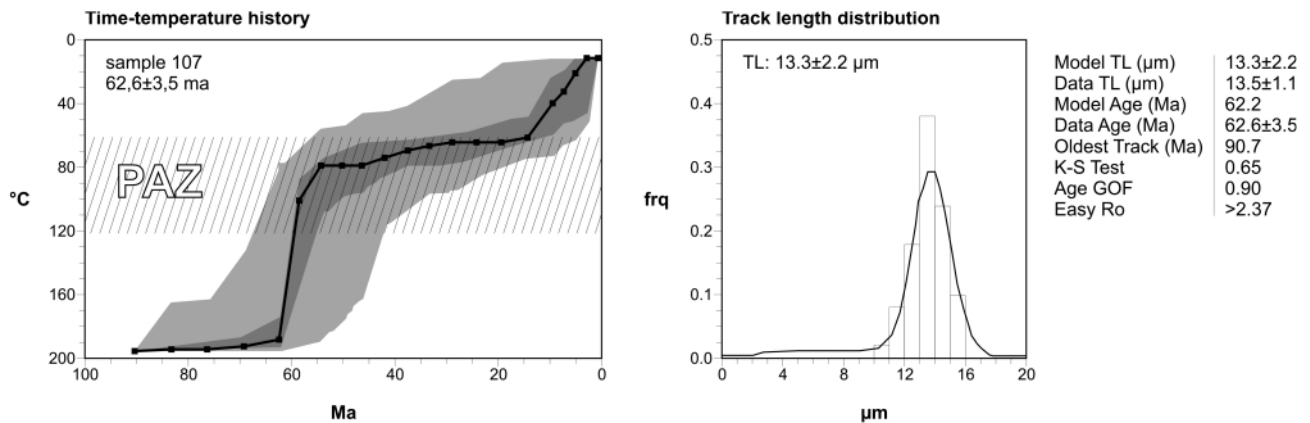 Time-temperature history
0
40
80
120
160
200
°C
sample 107
62,6±3,5 ma
PAZ
100
80
60
40
20
0
Ma
Track length distribution
0.5
0.4
0.3
0.2
0.1
0.0
frq
TL: 13.3±2.2 µm
0
4
8
12
16
20
µm
Model TL (µm) 13.3±2.2
Data TL (µm) 13.5±1.1
Model Age (Ma) 62.2
Data Age (Ma) 62.6±3.5
Oldest Track (Ma) 90.7
K-S Test 0.65
Age GOF 0.90
Easy Ro >2.37